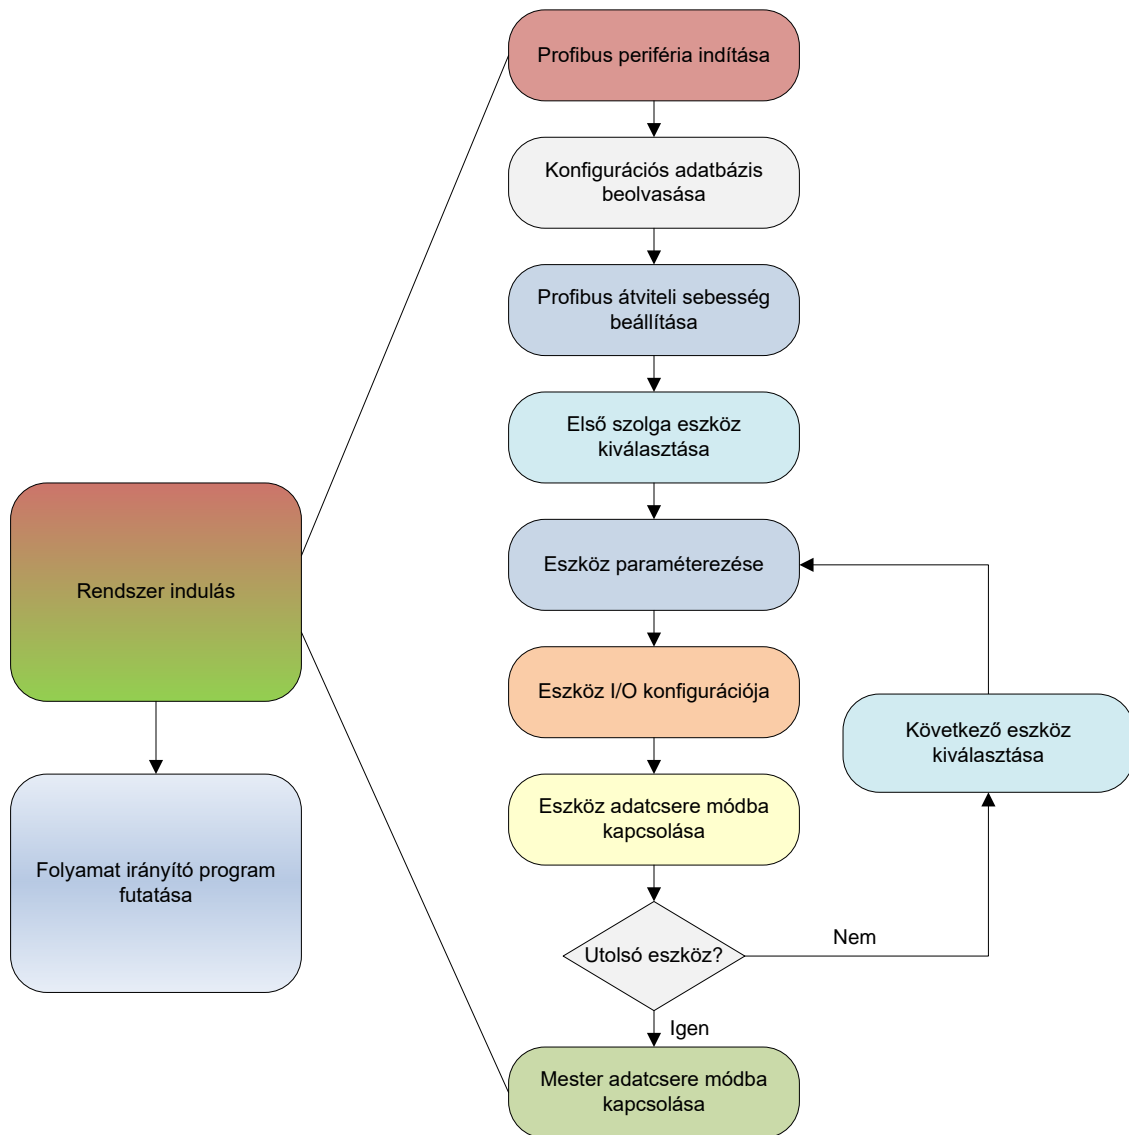 Profibus periféria indítása
Konfigurációs adatbázis
beolvasása
Profibus átviteli sebesség
beállítása
Első szolga eszköz
kiválasztása
Eszköz paraméterezése
Eszköz I/O konfigurációja
Eszköz adatcsere módba
kapcsolása
Utolsó eszköz?
Nem
Következő eszköz
kiválasztása
Igen
Mester adatcsere módba
kapcsolása
Rendszer indulás
Folyamat irányító program
futatása